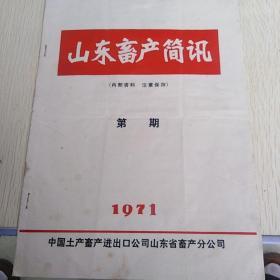 山东畜产简讯
(内部资料 注意保存)
第 期
1971
中国土产畜产进出口公司山东省畜产分公司